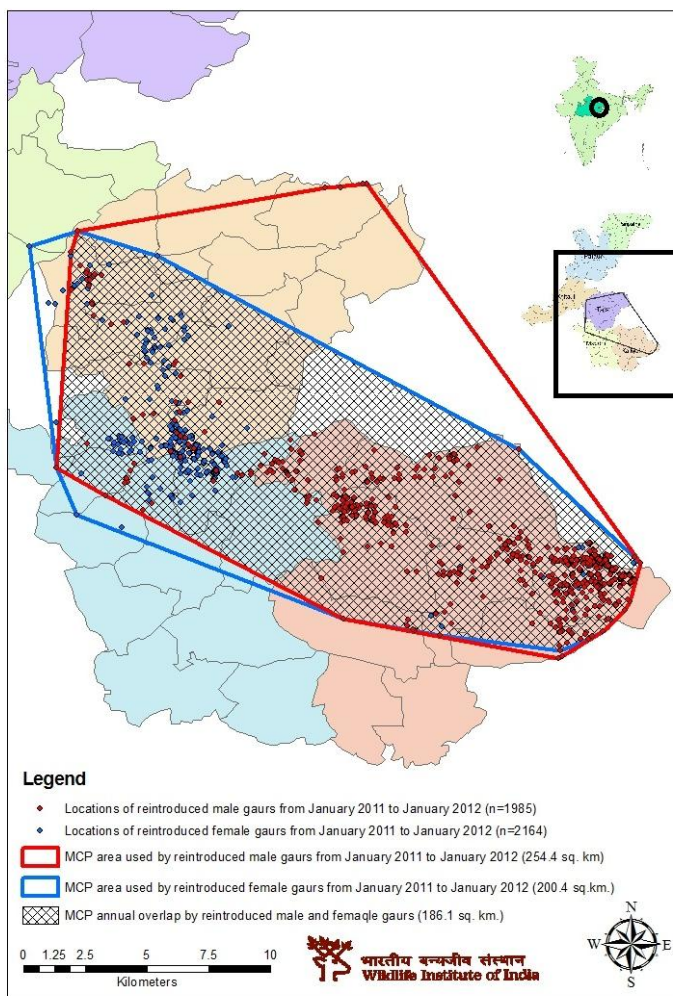 Tala
Legend
Locations of reintroduced male gaurs from January 2011 to January 2012 (n=1985)
Locations of reintroduced female gaurs from January 2011 to January 2012 (n=2164)
MCP area used by reintroduced male gaurs from January 2011 to January 2012 (254.4 sq. km)
MCP area used by reintroduced female gaurs from January 2011 to January 2012 (200.4 sq.km.)
MCP annual overlap by reintroduced male and femaqle gaurs (186.1 sq. km.)
0 1.25 2.5 5 7.5 10
Kilometers
भारतीय वन्यजीव संस्थान
Wildlife Institute of India
N
W E
S